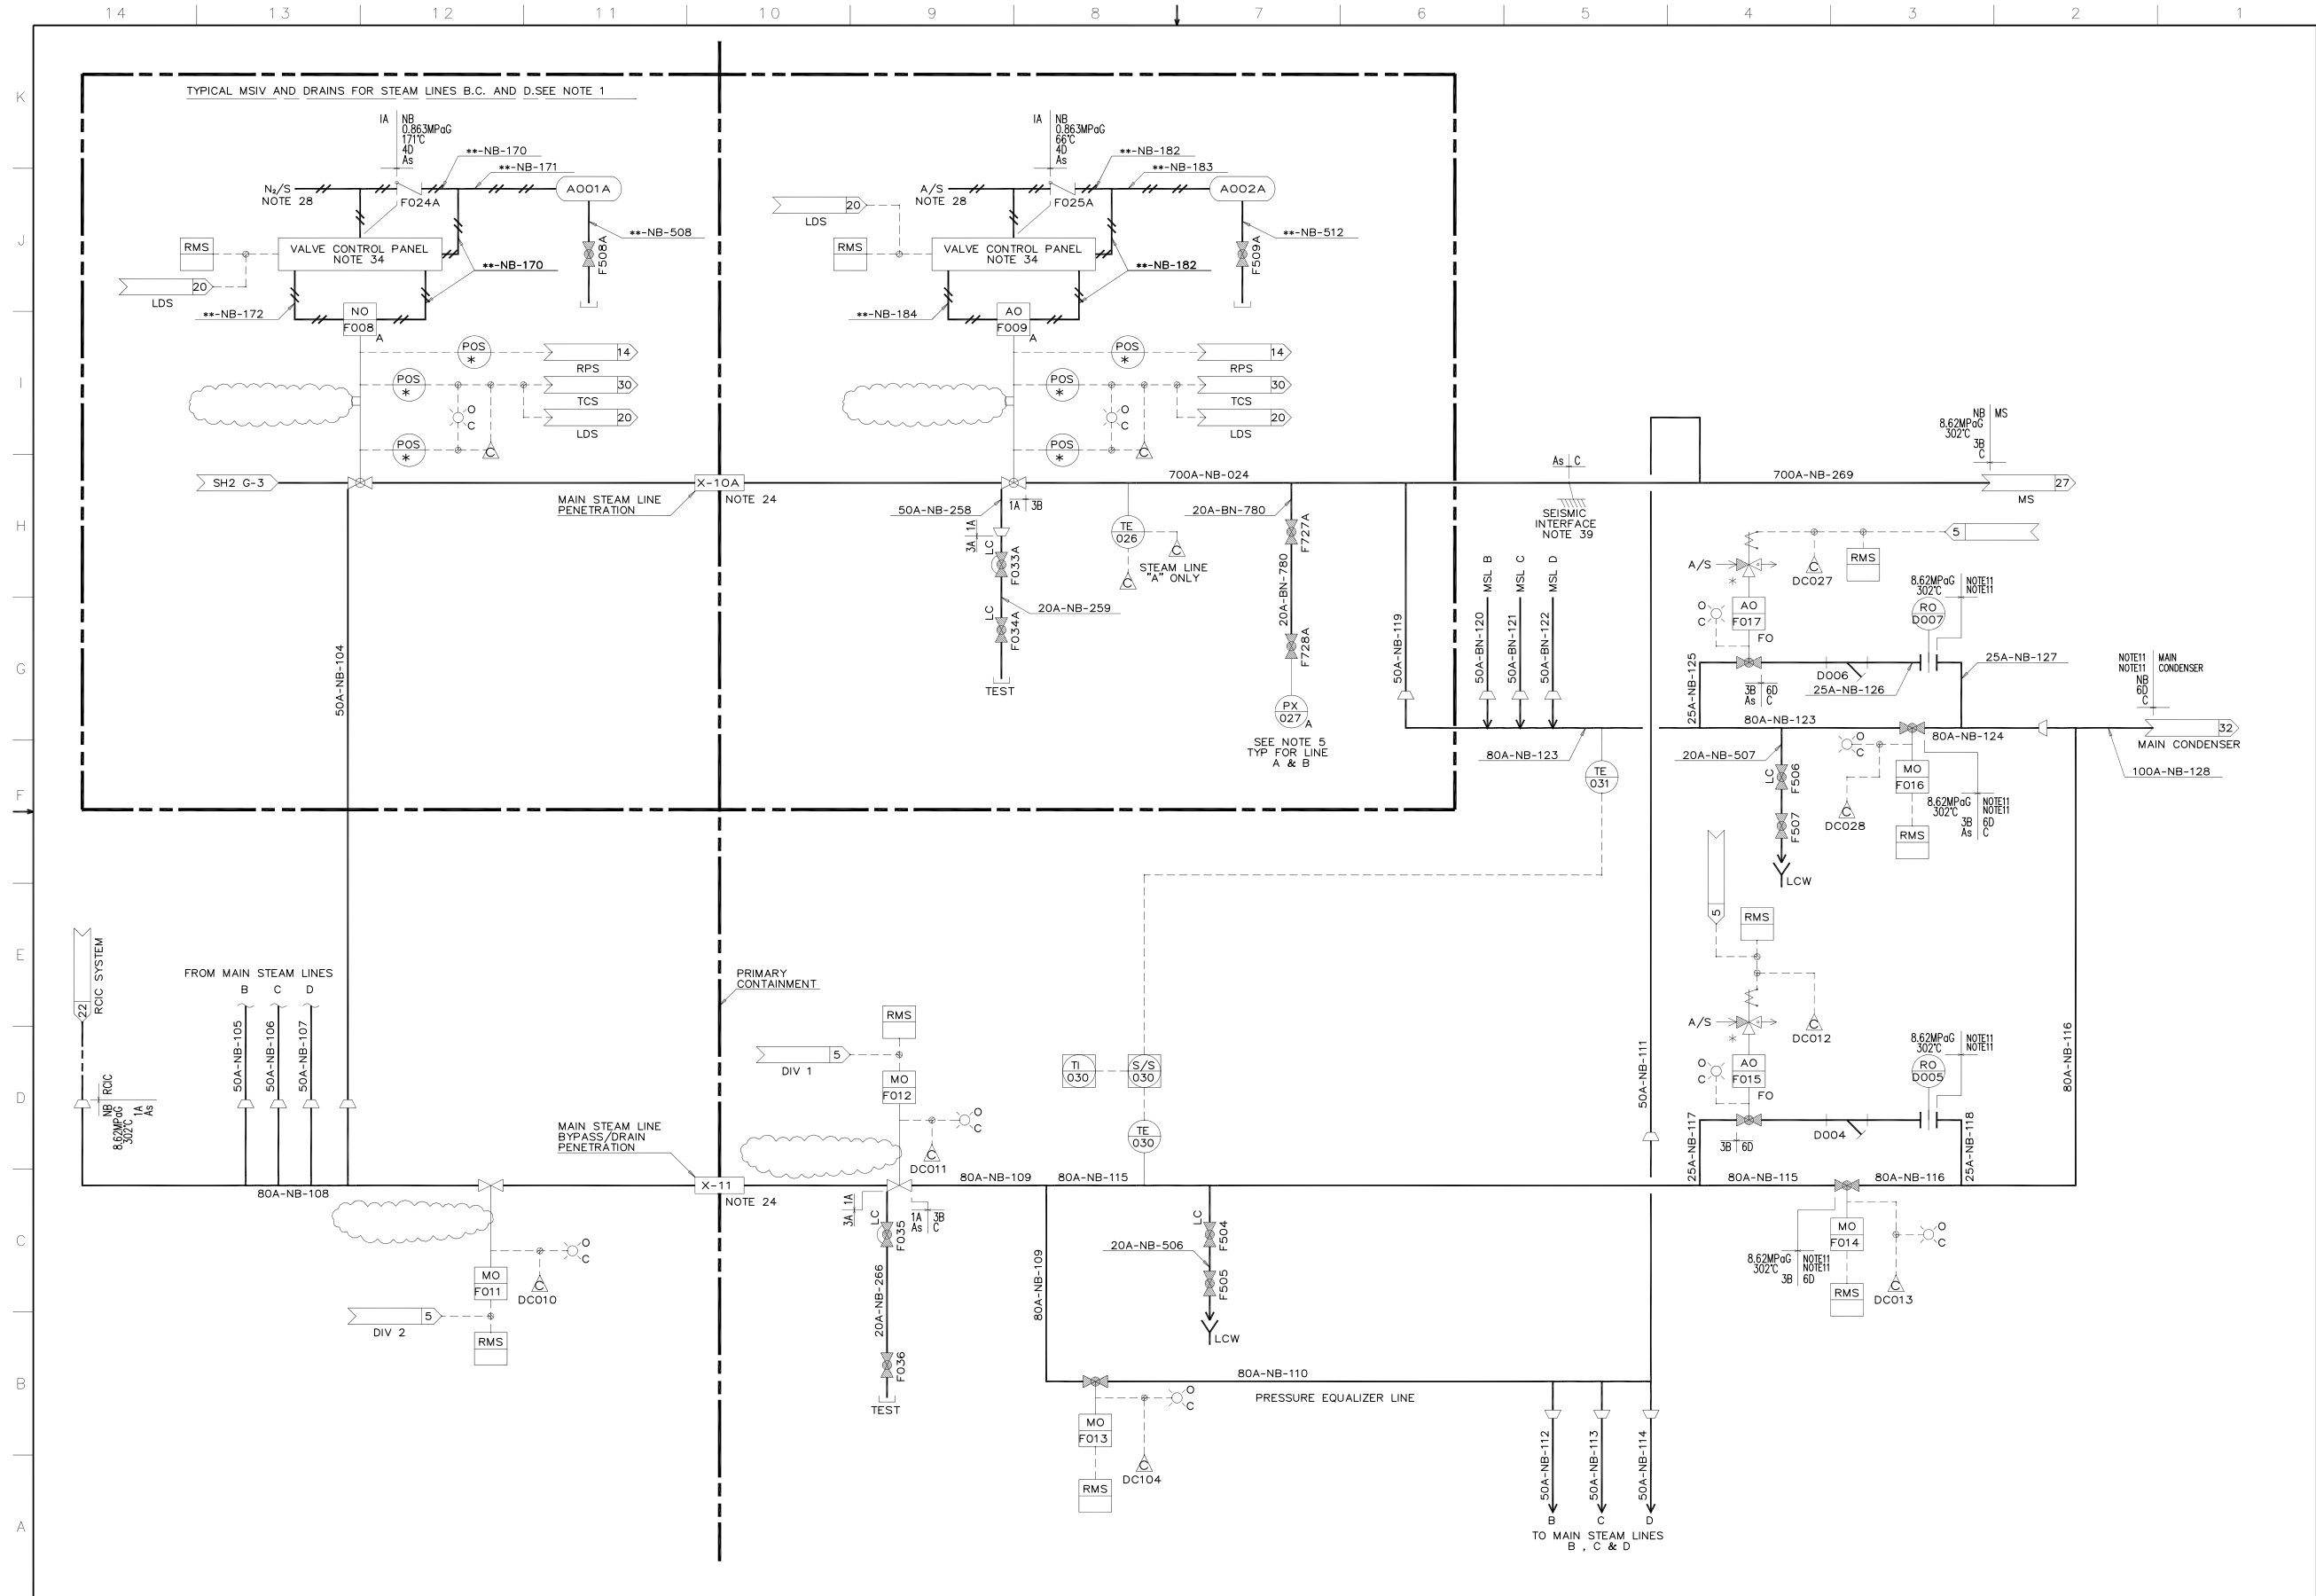 14 13 12 11 10 9 8 7 6 5 4 3 2 1
K
J
I
H
G
F
E
D
C
B
A
TYPICAL MSIV AND DRAINS FOR STEAM LINES B.C. AND D.SEE NOTE 1
IA
NB
0.863MPaG
171°C
4D
As
**-NB-170
**-NB-171
N₂/S
NOTE 28
F024A
A001A
**-NB-508
F508A
RMS
VALVE CONTROL PANEL
NOTE 34
**-NB-170
20
LDS
**-NB-172
NO
F008
A
POS
*
14
RPS
POS
*
30
TCS
O
C
20
LDS
POS
*
C
SH2 G-3
X-10A
NOTE 24
MAIN STEAM LINE
PENETRATION
50A-NB-104
IA
NB
0.863MPaG
66°C
4D
As
**-NB-182
**-NB-183
A/S
NOTE 28
F025A
A002A
**-NB-512
F509A
20
LDS
RMS
VALVE CONTROL PANEL
NOTE 34
**-NB-182
**-NB-184
AO
F009
A
POS
*
14
RPS
POS
*
30
TCS
O
C
20
LDS
POS
*
C
700A-NB-024
1A 3B
50A-NB-258
3A 1A
LC
F033A
20A-NB-259
LC
F034A
TEST
TE
026
C
C
STEAM LINE
"A" ONLY
20A-BN-780
F727A
20A-BN-780
F728A
PX
027
A
SEE NOTE 5
TYP FOR LINE
A & B
50A-NB-119
MSL B
MSL C
MSL D
50A-BN-120
50A-BN-121
50A-BN-122
80A-NB-123
As C
SEISMIC
INTERFACE
NOTE 39
700A-NB-269
NB MS
8.62MPaG
302°C
3B
C
27
MS
5
A/S
*
C
DC027
RMS
O
C
AO
F017
FO
8.62MPaG NOTE11
302°C NOTE11
RO
D007
25A-NB-125
3B 6D
As C
D006
25A-NB-126
25A-NB-127
NOTE11 MAIN
NOTE11 CONDENSER
NB
6D
C
80A-NB-123
80A-NB-124
32
MAIN CONDENSER
100A-NB-128
20A-NB-507
LC
F506
F507
LCW
O
C
C
DC028
MO
F016
RMS
8.62MPaG NOTE11
302°C NOTE11
3B 6D
As C
TE
031
5
RMS
A/S
*
C
DC012
O
C
AO
F015
FO
8.62MPaG NOTE11
302°C NOTE11
RO
D005
25A-NB-117
3B 6D
D004
25A-NB-118
80A-NB-116
50A-NB-111
22
RCIC SYSTEM
FROM MAIN STEAM LINES
B C D
50A-NB-105
50A-NB-106
50A-NB-107
NB RCIC
8.62MPaG
302°C
1A
As
PRIMARY
CONTAINMENT
RMS
5
DIV 1
MO
F012
O
C
C
DC011
MAIN STEAM LINE
BYPASS/DRAIN
PENETRATION
TI
030
S/S
030
TE
030
80A-NB-108
X-11
NOTE 24
80A-NB-109
80A-NB-115
80A-NB-115
80A-NB-116
3A 1A
LC
F035
1A 3B
As C
20A-NB-266
F036
TEST
O
C
MO
F011
C
DC010
5
DIV 2
RMS
80A-NB-109
LC
F504
20A-NB-506
F505
LCW
80A-NB-110
PRESSURE EQUALIZER LINE
O
C
MO
F013
C
DC104
RMS
50A-NB-112
50A-NB-113
50A-NB-114
B C D
TO MAIN STEAM LINES
B , C & D
MO
F014
O
C
8.62MPaG NOTE11
302°C NOTE11
3B 6D
RMS
C
DC013